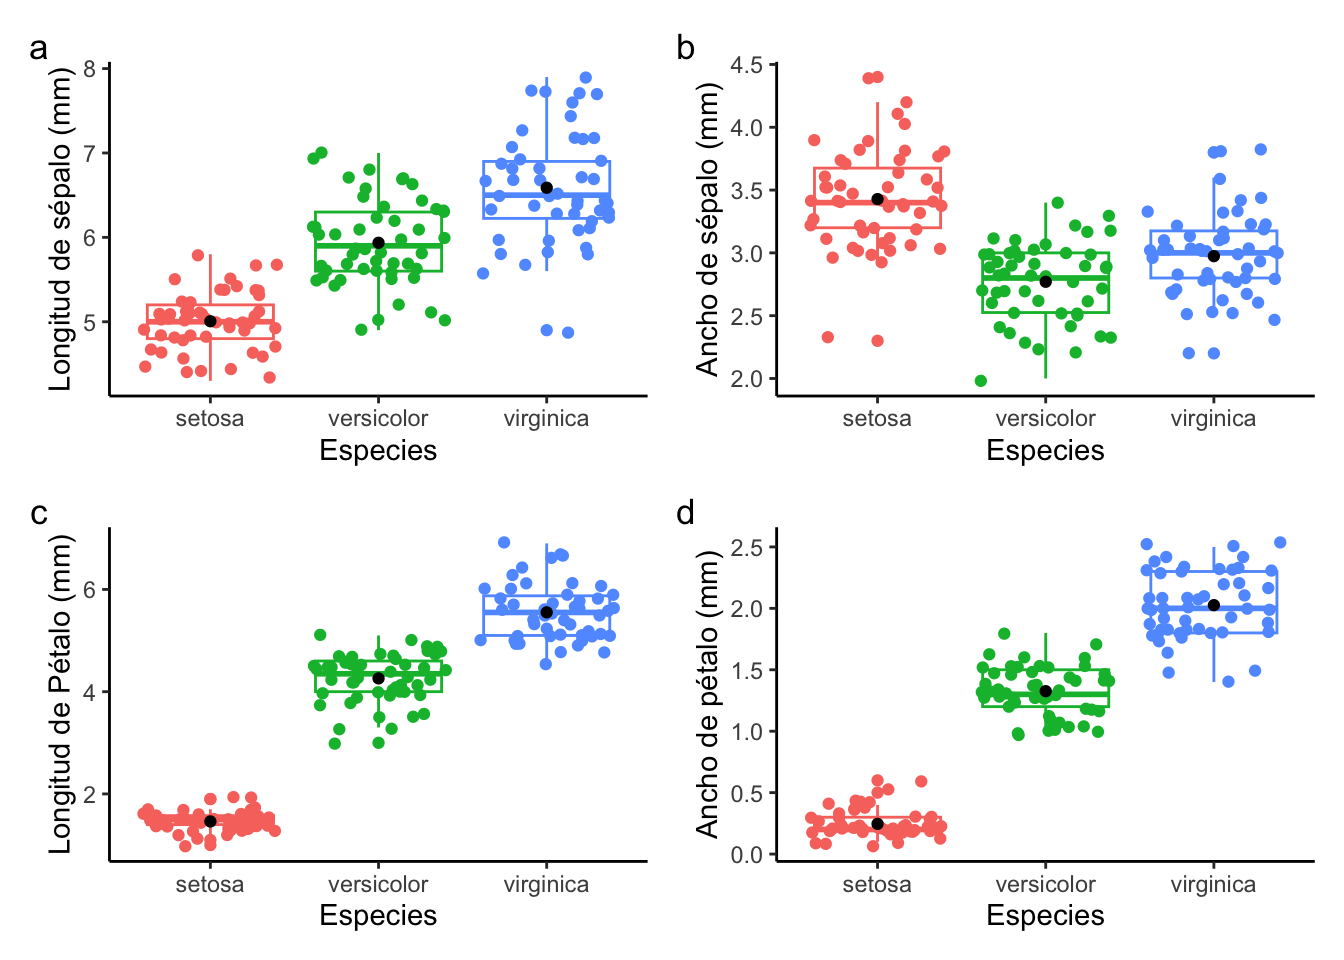 a
Longitud de sépalo (mm)
8
7
6
5
setosa versicolor virginica
Especies
b
Ancho de sépalo (mm)
4.5
4.0
3.5
3.0
2.5
2.0
setosa versicolor virginica
Especies
c
Longitud de Pétalo (mm)
6
4
2
setosa versicolor virginica
Especies
d
Ancho de pétalo (mm)
2.5
2.0
1.5
1.0
0.5
0.0
setosa versicolor virginica
Especies